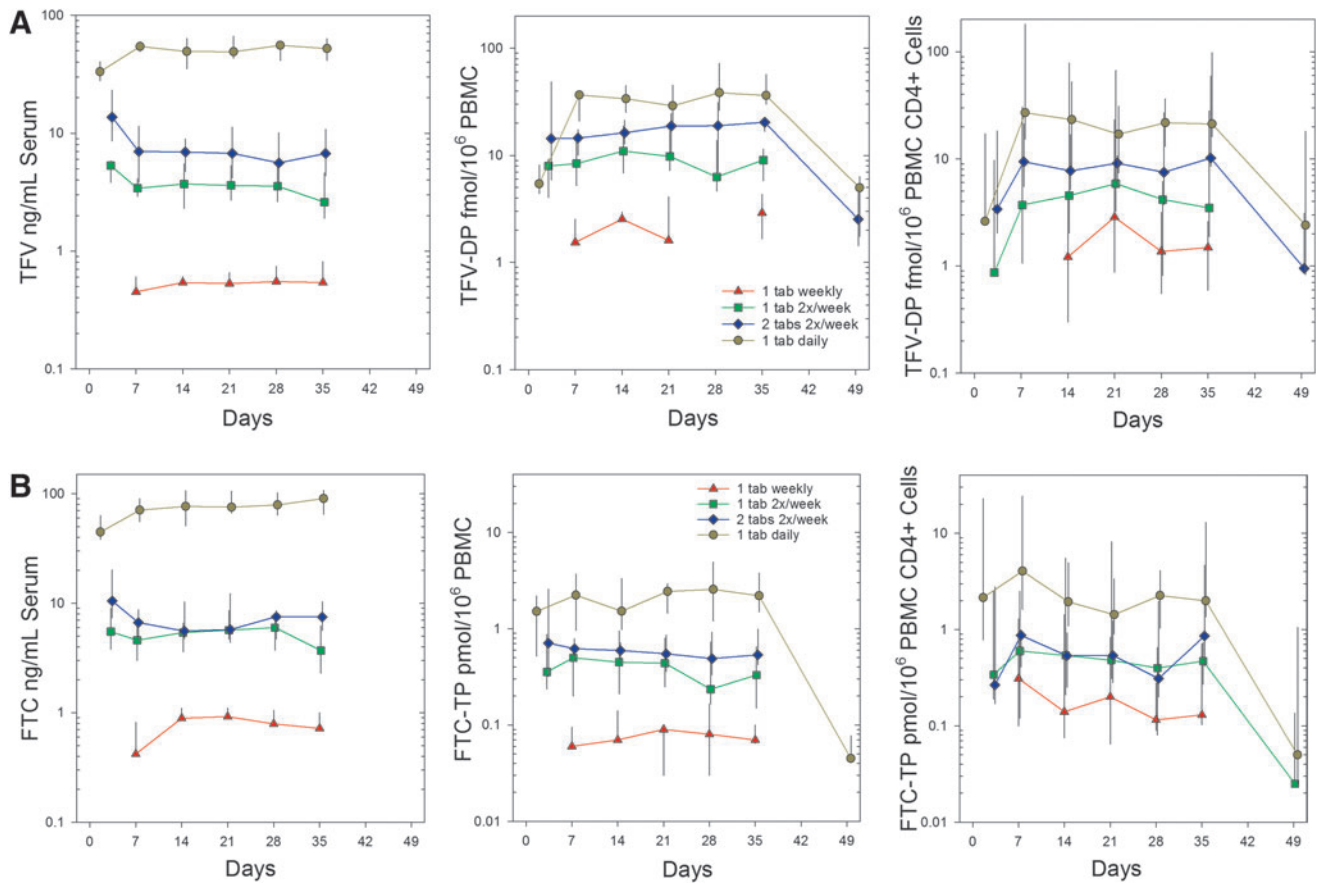 A
TFV ng/mL Serum
100
10
1
0.1
0 7 14 21 28 35 42 49
Days
TFV-DP fmol/10⁶ PBMC
100
10
1
0.1
1 tab weekly
1 tab 2x/week
2 tabs 2x/week
1 tab daily
0 7 14 21 28 35 42 49
Days
TFV-DP fmol/10⁶ PBMC CD4+ Cells
100
10
1
0.1
0 7 14 21 28 35 42 49
Days
B
FTC ng/mL Serum
100
10
1
0.1
0 7 14 21 28 35 42 49
Days
FTC-TP pmol/10⁶ PBMC
10
1
0.1
0.01
1 tab weekly
1 tab 2x/week
2 tabs 2x/week
1 tab daily
0 7 14 21 28 35 42 49
Days
FTC-TP pmol/10⁶ PBMC CD4+ Cells
10
1
0.1
0.01
0 7 14 21 28 35 42 49
Days